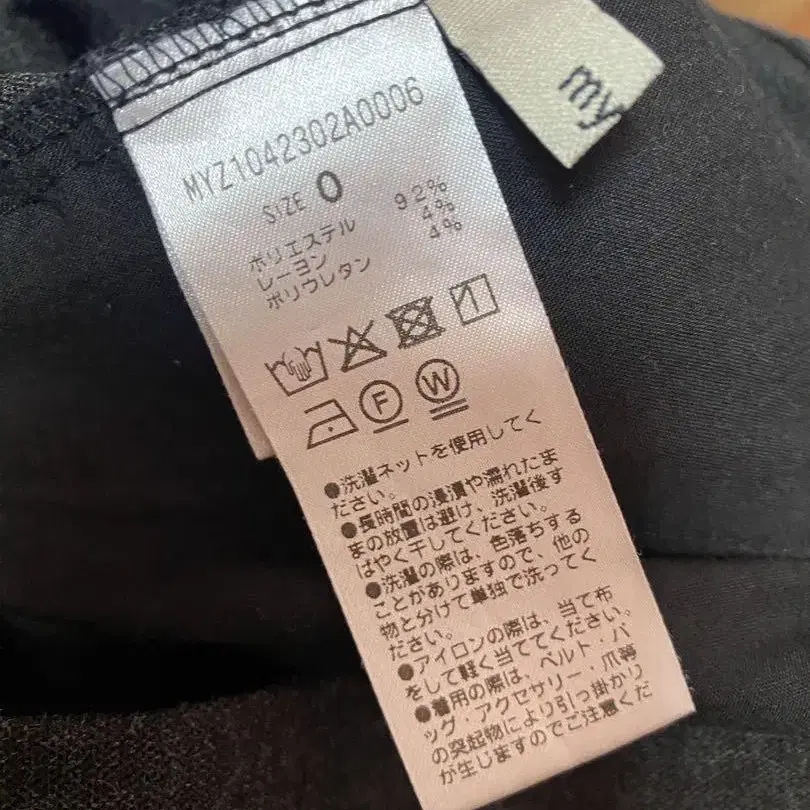 my
MYZ1042302A0006
SIZE 0
ポリエステル 92%
レーヨン 4%
ポリウレタン 4%
F W
●洗濯ネットを使用してく
ださい。
●長時間の浸漬や濡れたま
まの放置は避け、洗濯後す
ばやく干してください。
●洗濯の際は、色落ちする
ことがありますので、他の
物と分けて単独で洗ってく
ださい。
●アイロンの際は、当て布
をして軽く当ててください。
●着用の際は、ベルト・バ
ッグ・アクセサリー・爪等
の突起物により引っ掛かり
が生じますのでご注意くだ